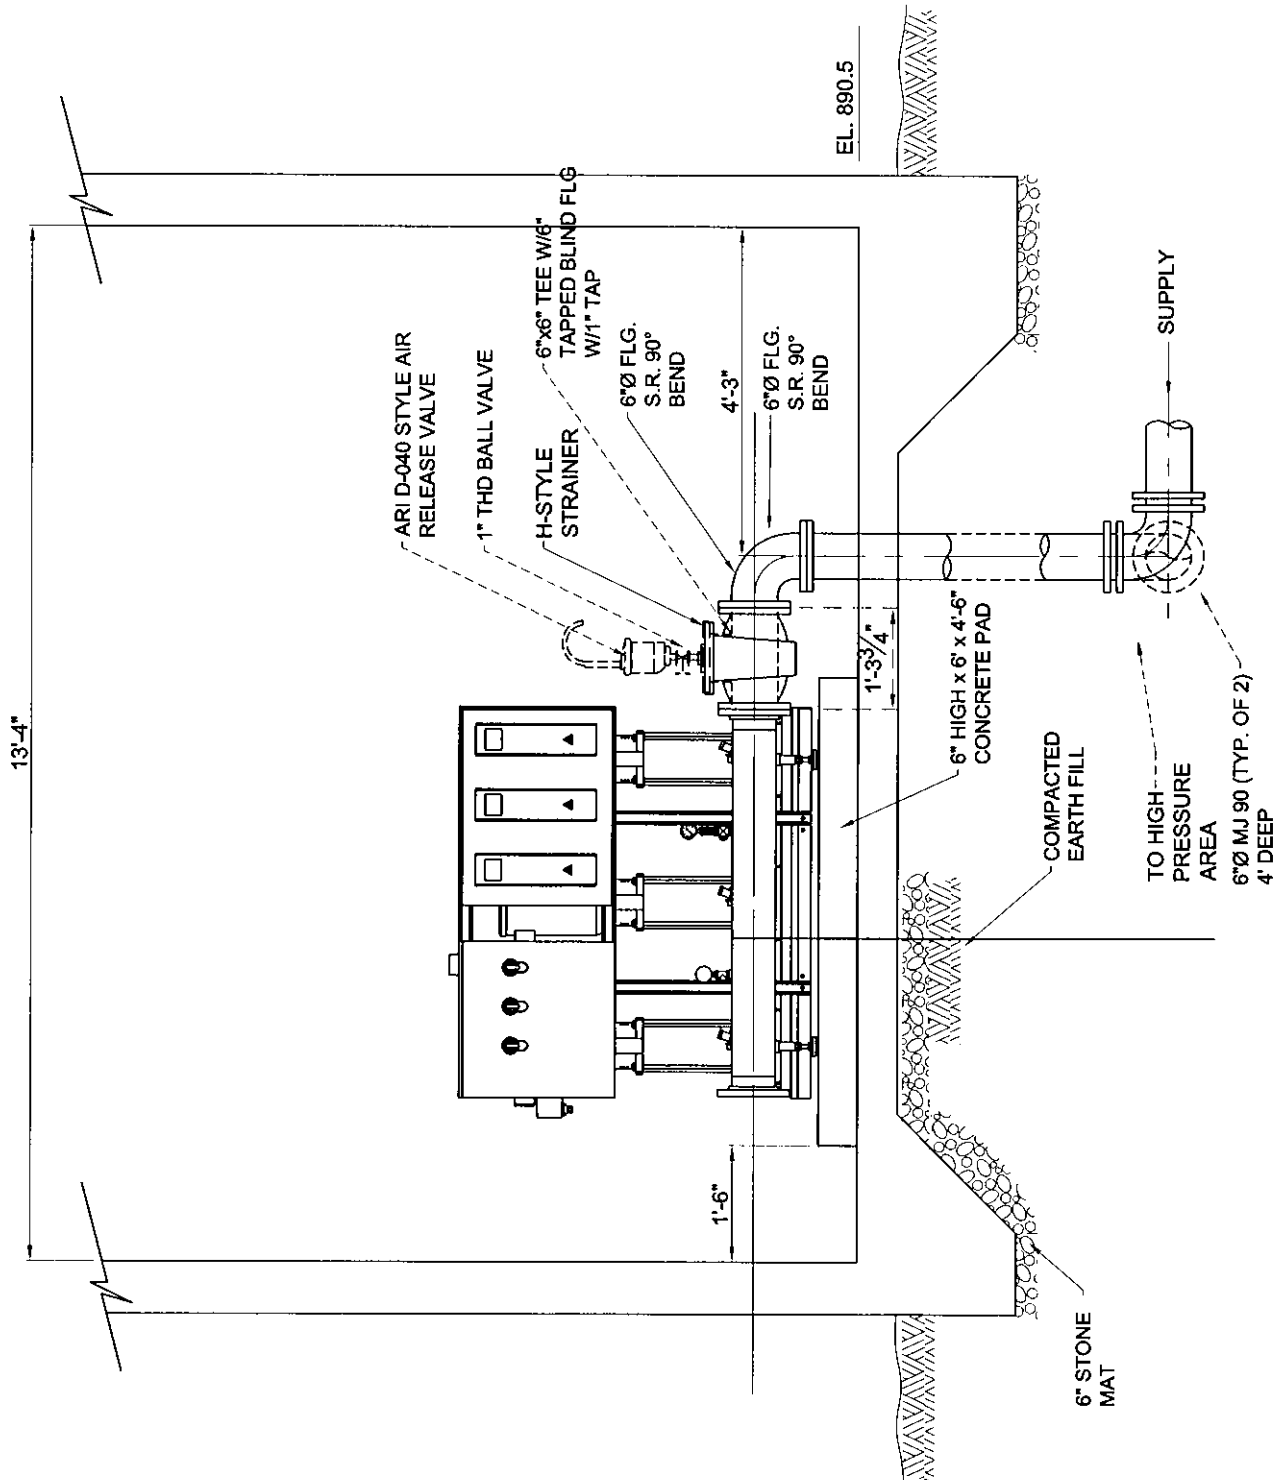 13'-4"
ARI D-040 STYLE AIR
RELEASE VALVE
1" THD BALL VALVE
H-STYLE
STRAINER
6"x6" TEE W/6"
TAPPED BLIND FLG
W/1" TAP
6"Ø FLG.
S.R. 90°
BEND
4'-3"
6"Ø FLG.
S.R. 90°
BEND
EL. 890.5
1'-6"
1'-3 3/4"
6" HIGH x 6' x 4'-6"
CONCRETE PAD
COMPACTED
EARTH FILL
SUPPLY
TO HIGH
PRESSURE
AREA
6"Ø MJ 90 (TYP. OF 2)
4' DEEP
6" STONE
MAT